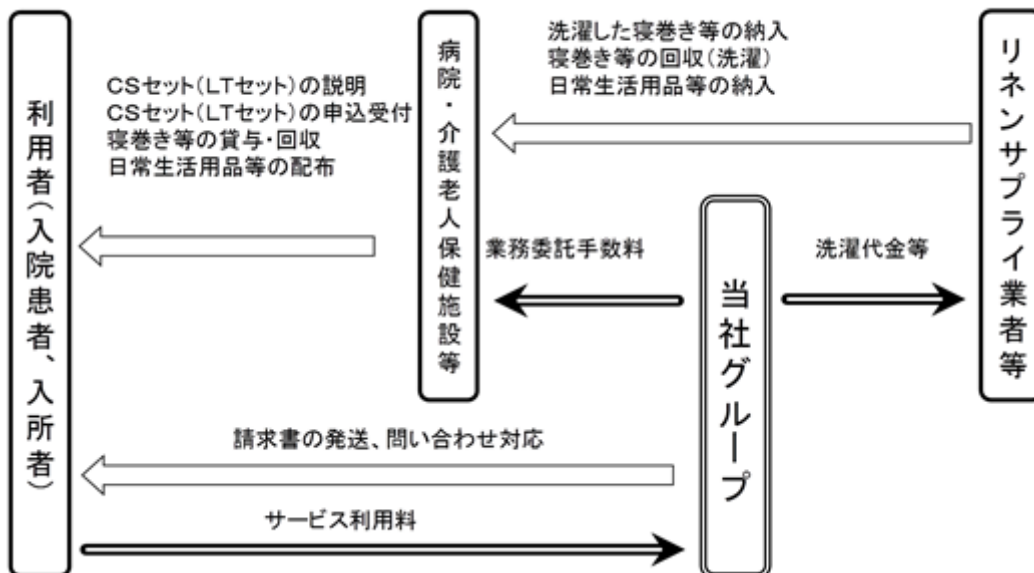 利用者(入院患者、入所者)
CSセット(LTセット)の説明
CSセット(LTセット)の申込受付
寝巻き等の貸与・回収
日常生活用品等の配布
病院・介護老人保健施設等
洗濯した寝巻き等の納入
寝巻き等の回収(洗濯)
日常生活用品等の納入
リネンサプライ業者等
業務委託手数料
当社グループ
洗濯代金等
請求書の発送、問い合わせ対応
サービス利用料